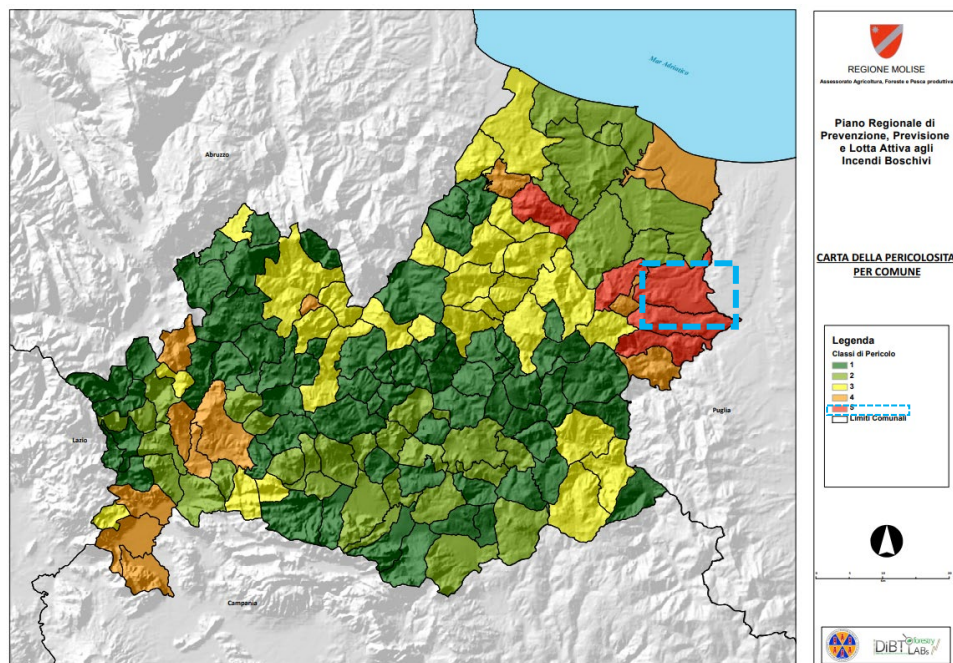 Mar Adriatico
Abruzzo
Lazio
Puglia
Campania
REGIONE MOLISE
Assessorato Agricoltura, Foreste e Pesca produttiva
Piano Regionale di
Prevenzione, Previsione
e Lotta Attiva agli
Incendi Boschivi
CARTA DELLA PERICOLOSITA
PER COMUNE
Legenda
Classi di Pericolo
1
2
3
4
5
Limiti Comunali
DiBT
forestry
LABs